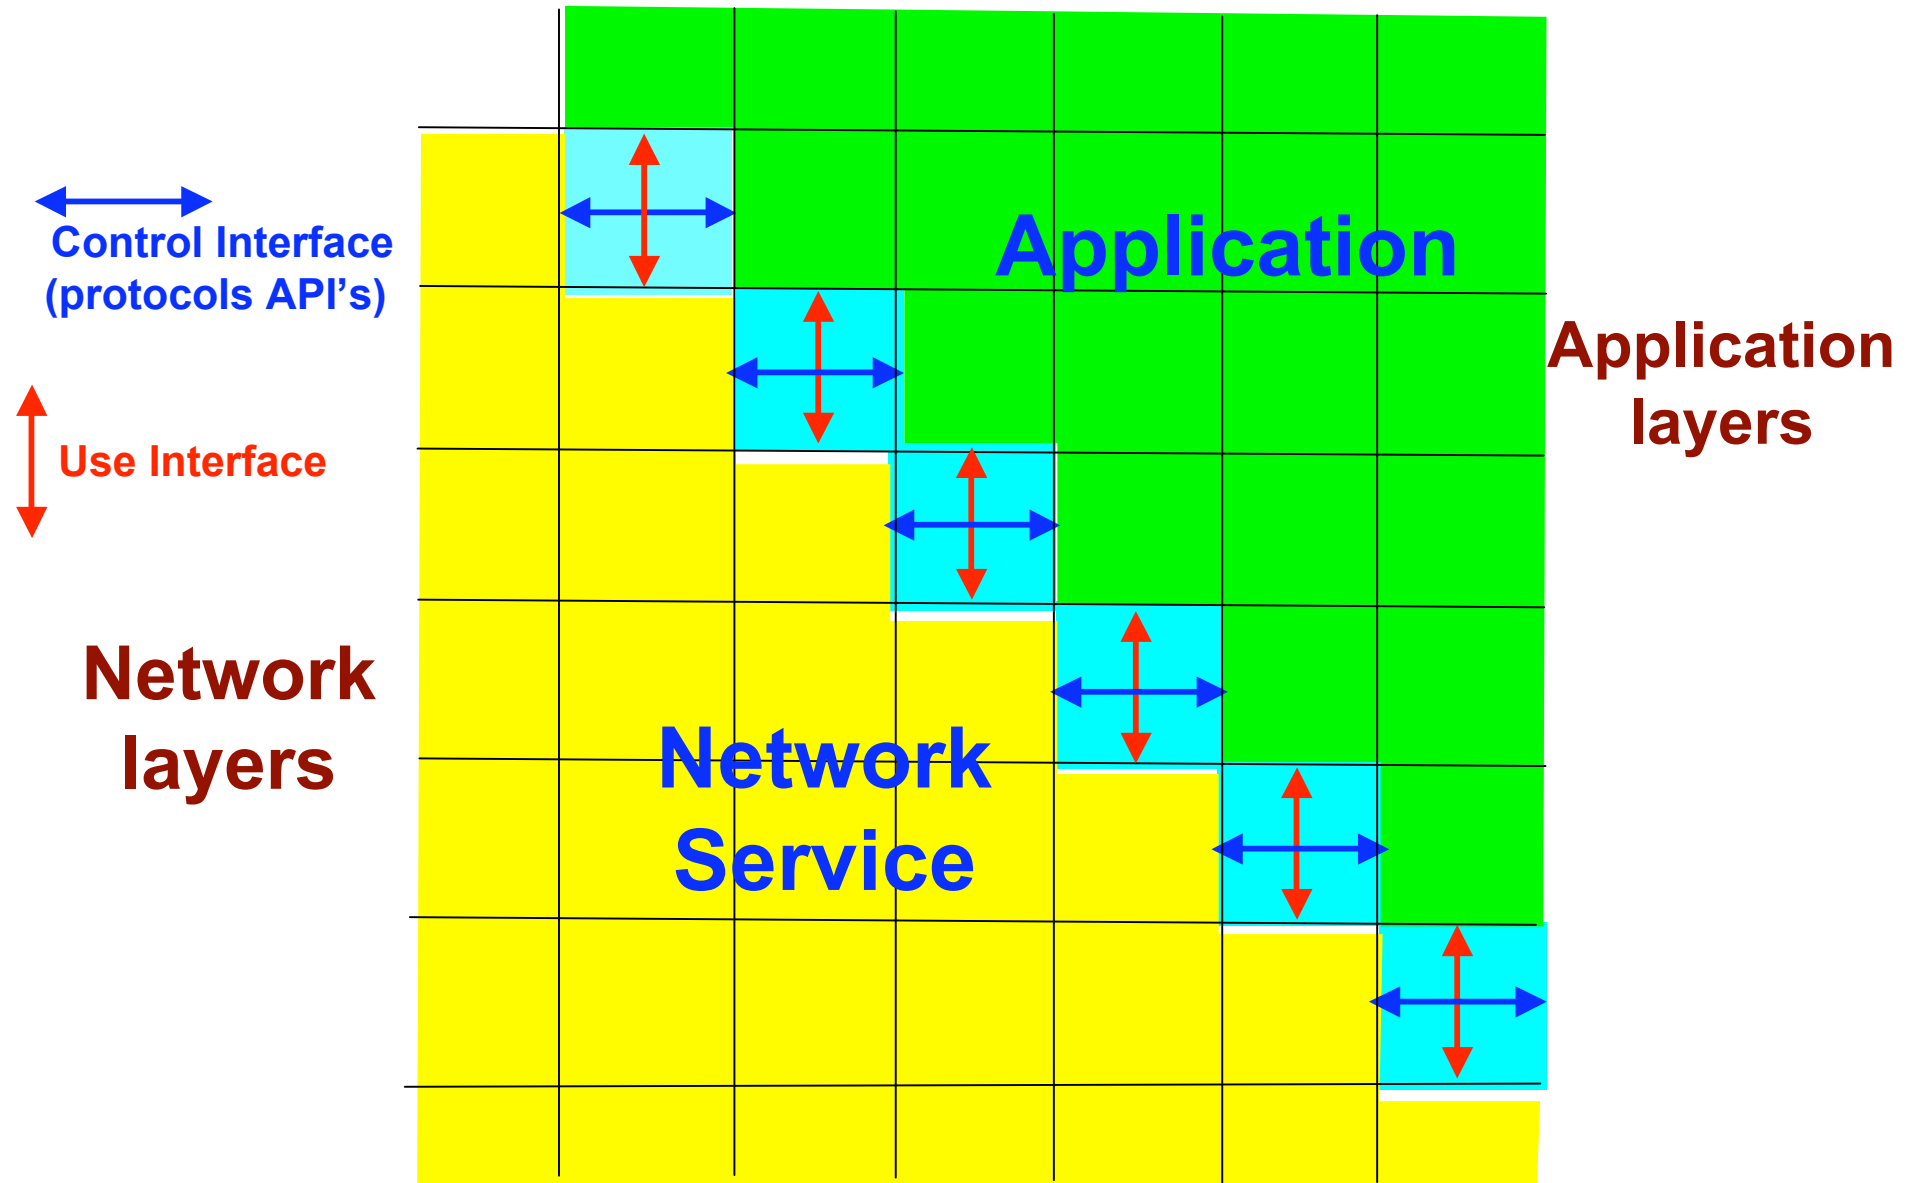 Control Interface
(protocols API’s)
Use Interface
Network
layers
Application
Network
Service
Application
layers